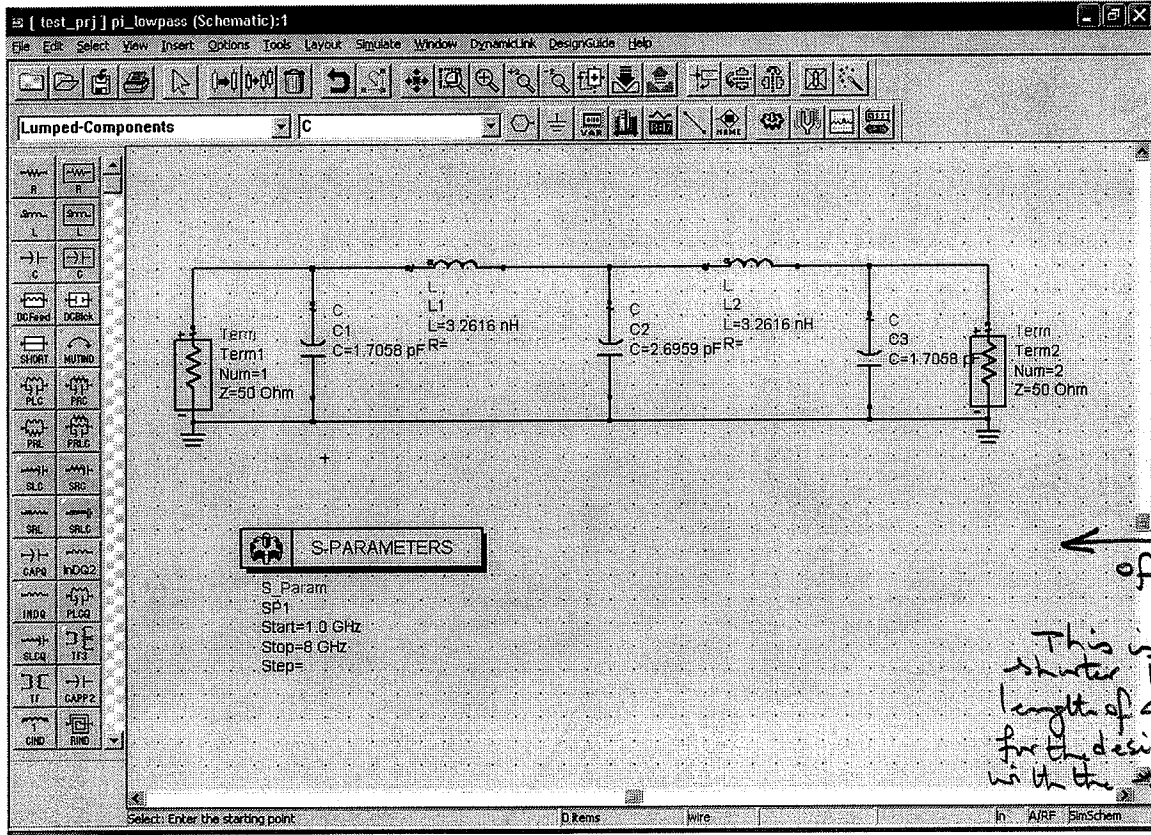 [ test_prj ] pi_lowpass (Schematic):1
File Edit Select View Insert Options Tools Layout Simulate Window DynamicLink DesignGuide Help
VAR
NAME
Lumped-Components C
R R
L L
C C
DCFeed DCBlck
SHORT MUTIND
PLC PRC
PRL PRLC
SLC SRC
SRL SRLC
CAPQ InDQ2
INDQ PLCQ
SLCQ TF3
TF CAPP2
CIND RIND
Term
Term1
Num=1
Z=50 Ohm
C
C1
C=1.7058 pF
L
L1
L=3.2616 nH
R=
C
C2
C=2.6959 pF
L
L2
L=3.2616 nH
R=
C
C3
C=1.7058 pF
Term
Term2
Num=2
Z=50 Ohm
S-PARAMETERS
S_Param
SP1
Start=1.0 GHz
Stop=8 GHz
Step=
of
This is
shorter
length of
for the desi
with the
Select: Enter the starting point 0 items wire in A/RF SimSchem